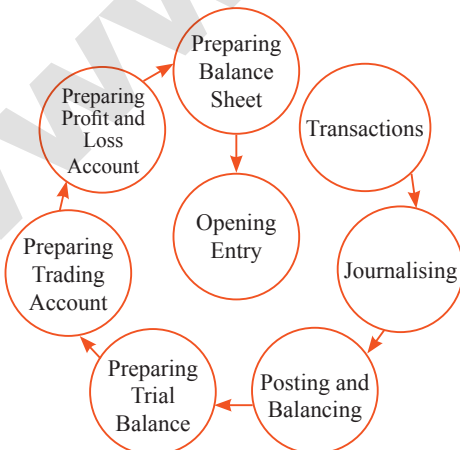 Preparing
Balance
Sheet
Transactions
Journalising
Posting and
Balancing
Preparing
Trial
Balance
Preparing
Trading
Account
Preparing
Profit and
Loss
Account
Opening
Entry